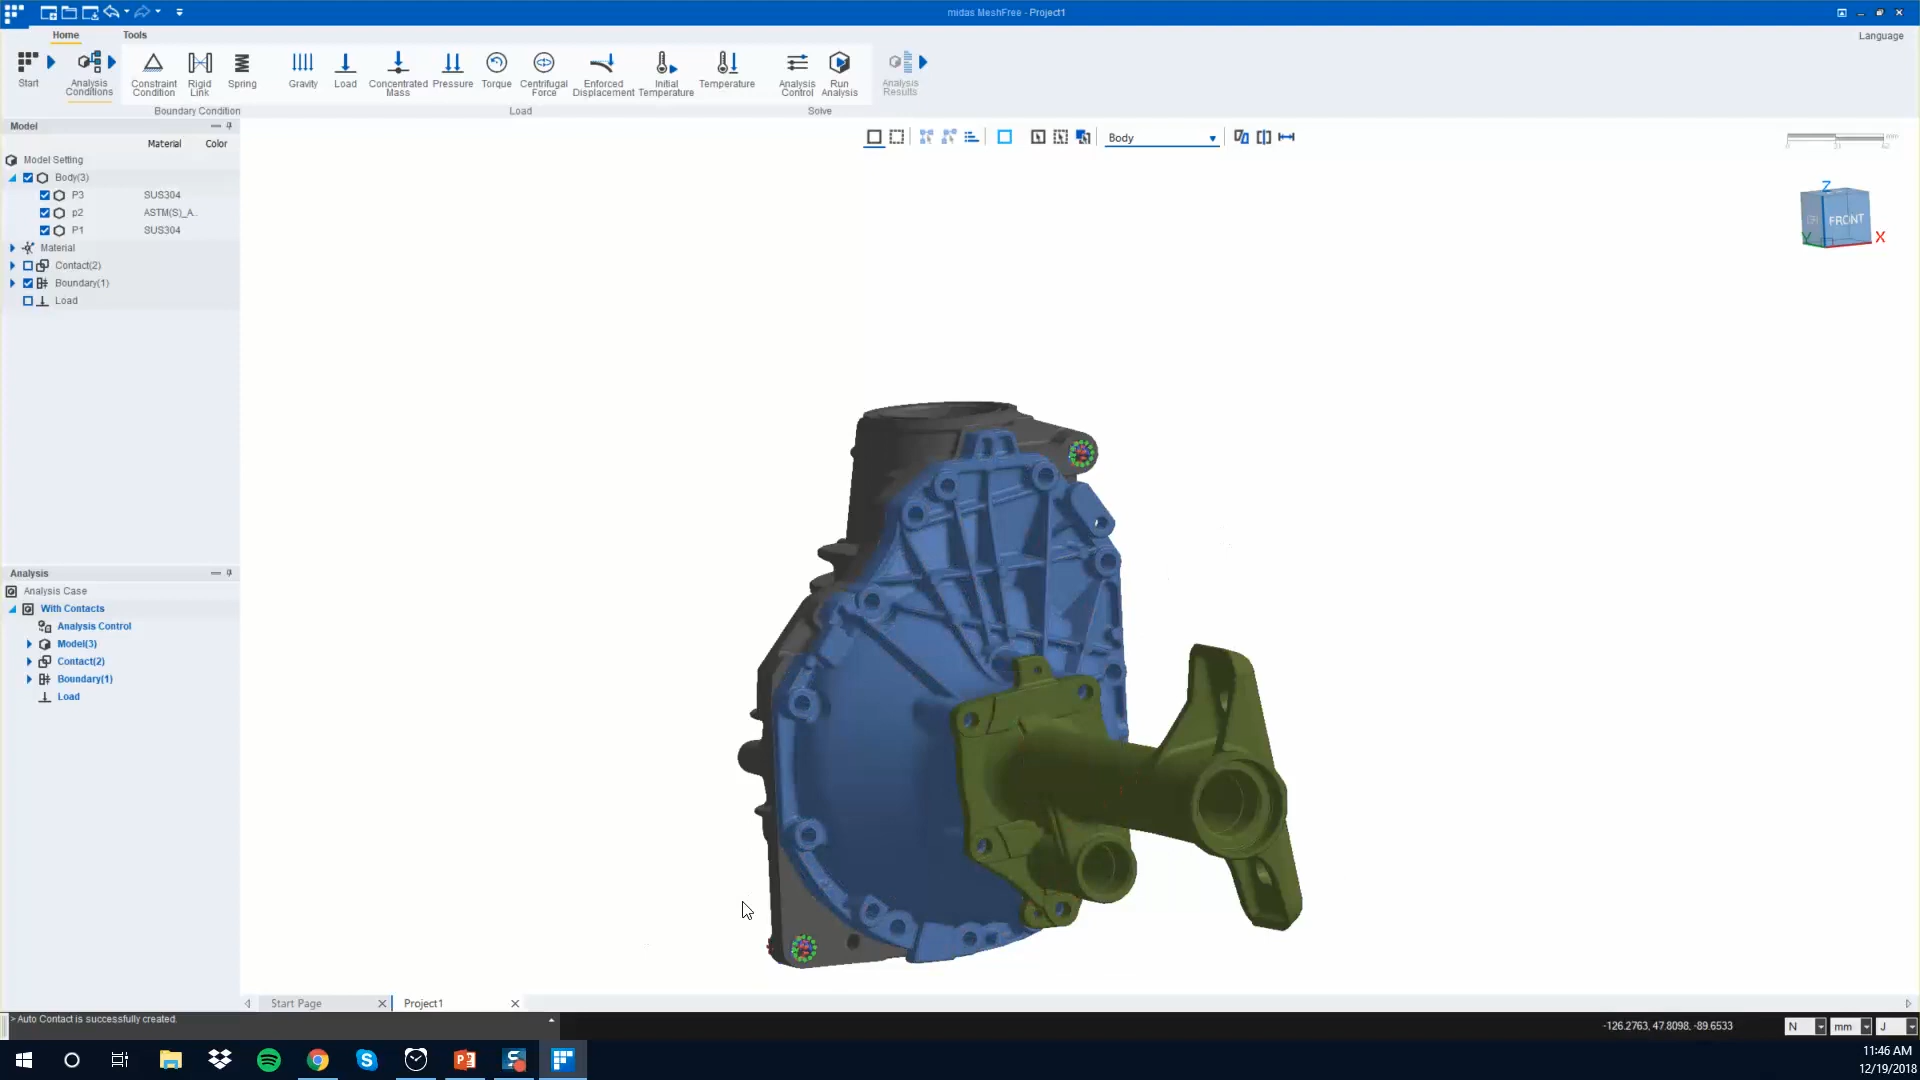 midas MeshFree - Project1
Home
Tools
Language
Start
Analysis Conditions
Constraint Condition
Rigid Link
Spring
Gravity
Load
Concentrated Mass
Pressure
Torque
Centrifugal Force
Enforced Displacement
Initial Temperature
Temperature
Analysis Control
Run Analysis
Analysis Results
Boundary Condition
Load
Solve
Model
Material Color
Model Setting
Body(3)
P3 SUS304
p2 ASTM(S)_A..
P1 SUS304
Material
Contact(2)
Boundary(1)
Load
Body
mm
Z
FRONT
Y
X
Analysis
Analysis Case
With Contacts
Analysis Control
Model(3)
Contact(2)
Boundary(1)
Load
Start Page
Project1
> Auto Contact is successfully created.
-126.2763, 47.8098, -89.6533
N
mm
J
11:46 AM
12/19/2018